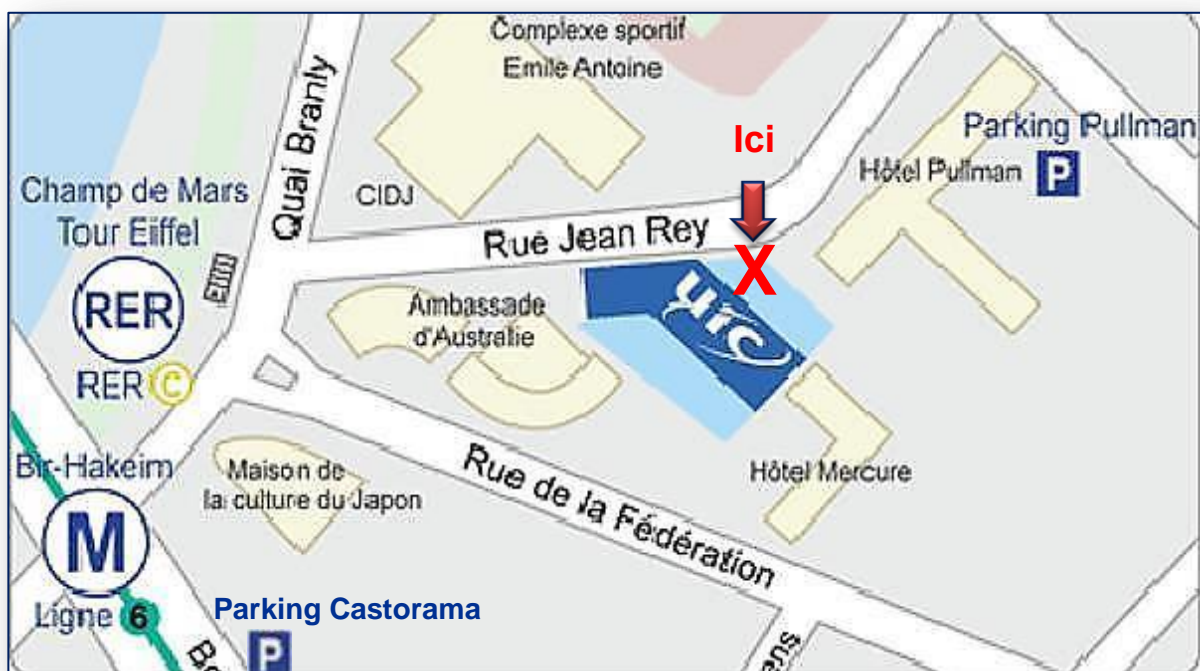 Complexe sportif
Emile Antoine
Quai Branly
Ici
Parking Pullman
P
Hôtel Pullman
CIDJ
Champ de Mars
Tour Eiffel
Rue Jean Rey
RER
RER C
Ambassade
d'Australie
uic
Bir-Hakeim
Maison de
la culture du Japon
Rue de la Fédération
Hôtel Mercure
M
Ligne 6
Parking Castorama
P
X